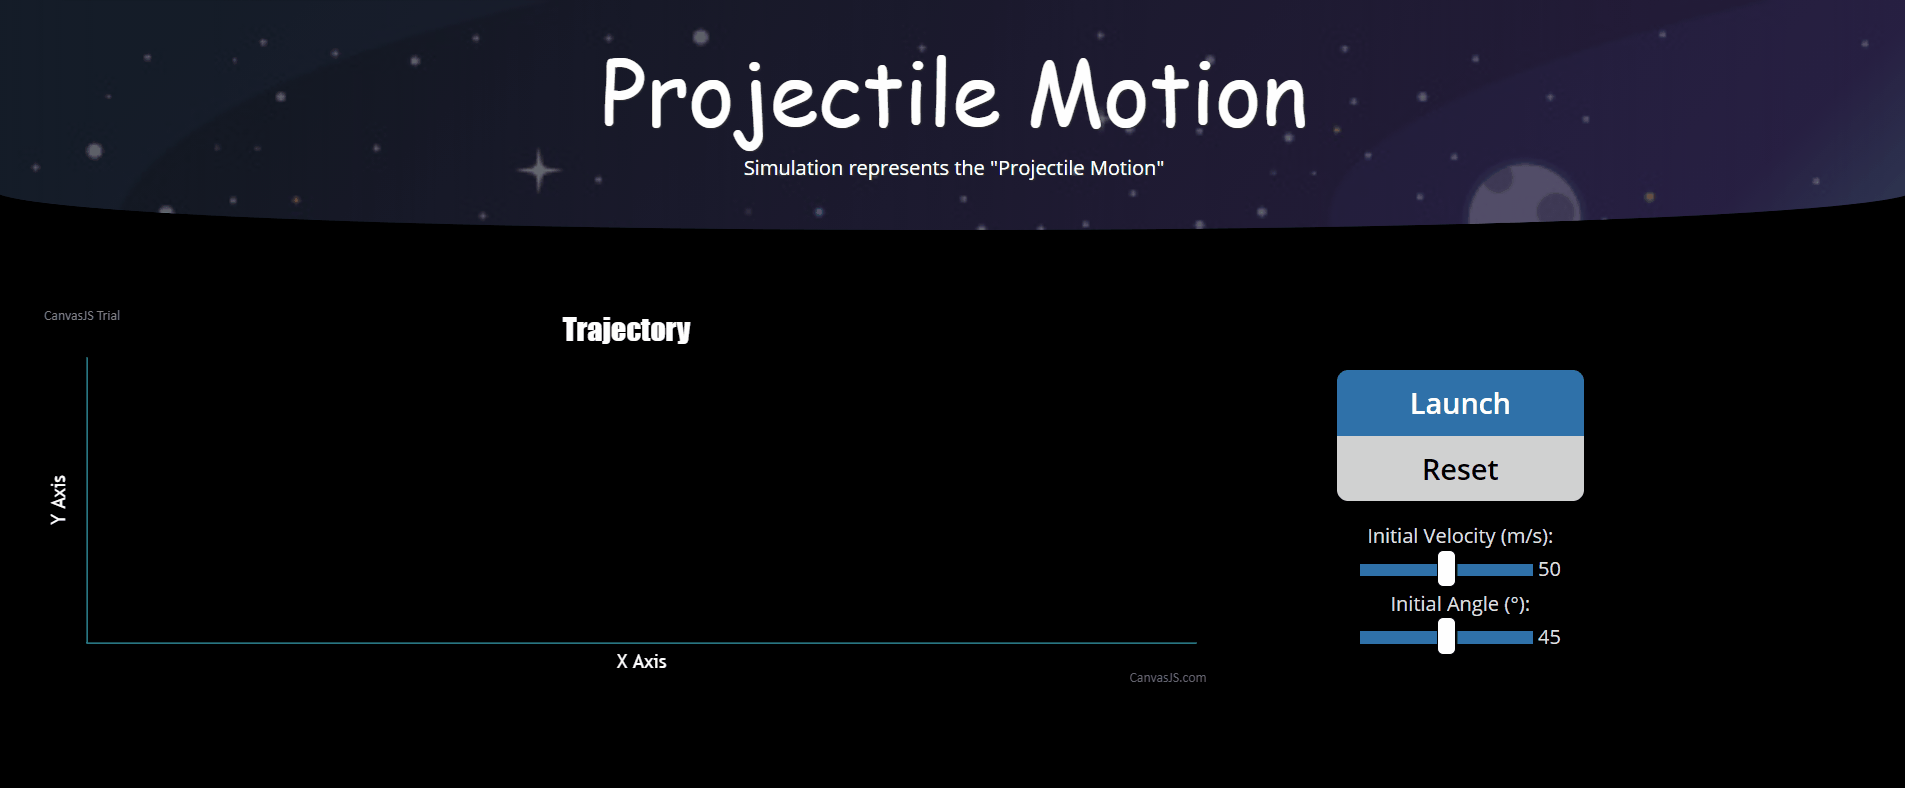 Projectile Motion
Simulation represents the "Projectile Motion"
CanvasJS Trial
Trajectory
Y Axis
X Axis
CanvasJS.com
Launch
Reset
Initial Velocity (m/s):
50
Initial Angle (°):
45